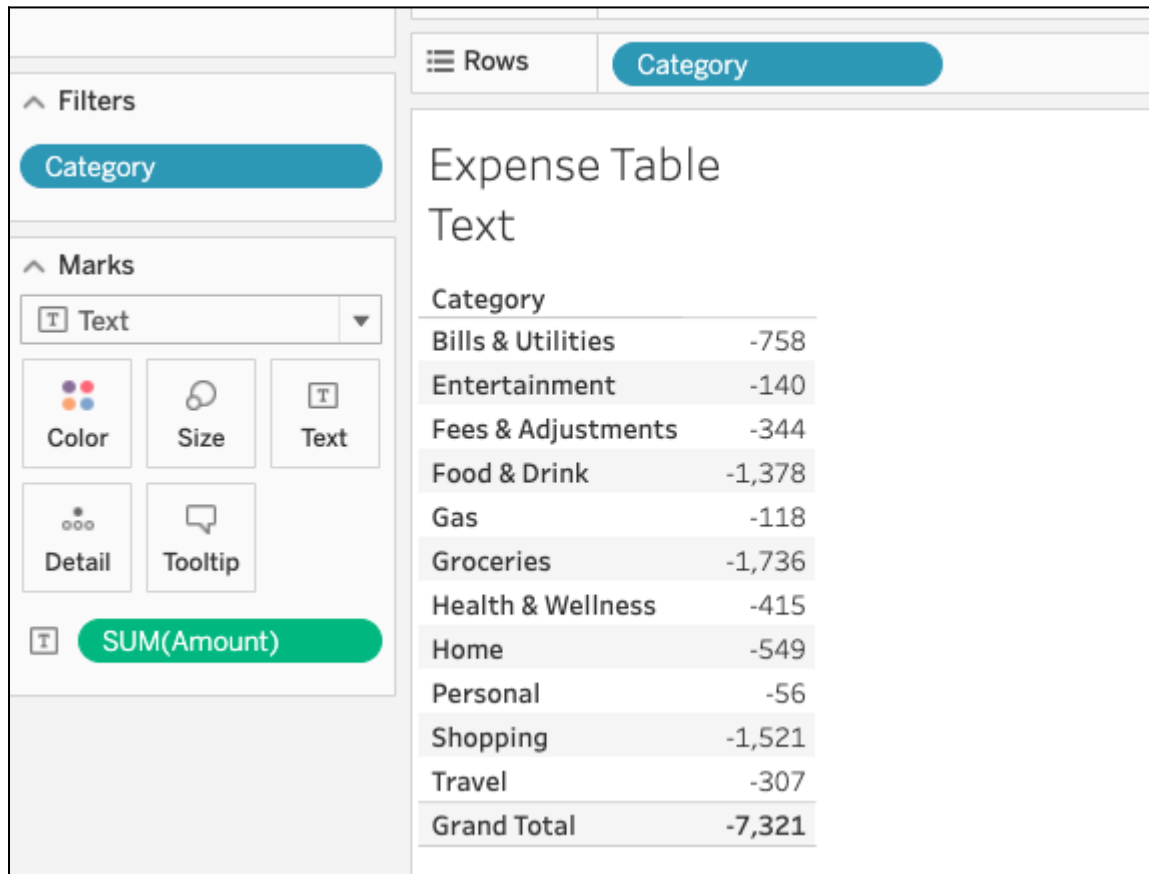 Filters
Category
Marks
Text
Color Size Text
Detail Tooltip
SUM(Amount)
Rows Category
Expense Table
Text
Category
Bills & Utilities -758
Entertainment -140
Fees & Adjustments -344
Food & Drink -1,378
Gas -118
Groceries -1,736
Health & Wellness -415
Home -549
Personal -56
Shopping -1,521
Travel -307
Grand Total -7,321